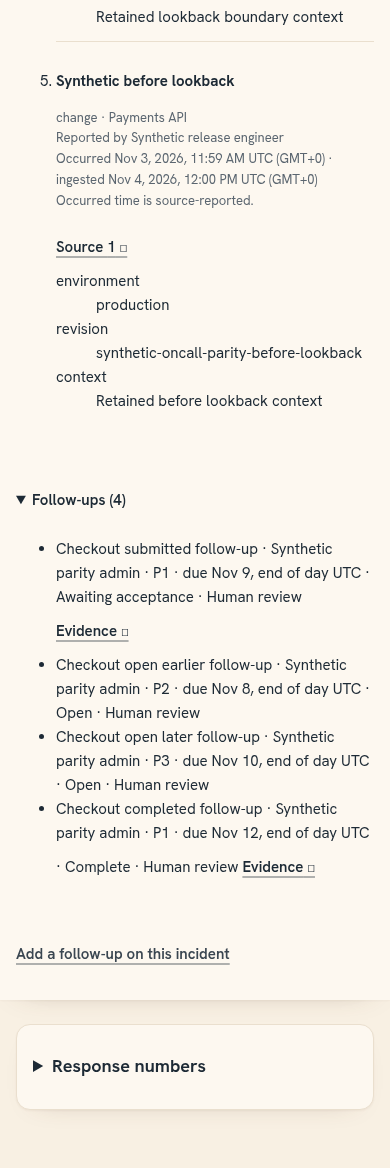 Retained lookback boundary context
5. Synthetic before lookback
change · Payments API
Reported by Synthetic release engineer
Occurred Nov 3, 2026, 11:59 AM UTC (GMT+0) ·
ingested Nov 4, 2026, 12:00 PM UTC (GMT+0)
Occurred time is source-reported.
Source 1
environment
production
revision
synthetic-oncall-parity-before-lookback
context
Retained before lookback context
▼ Follow-ups (4)
• Checkout submitted follow-up · Synthetic
parity admin · P1 · due Nov 9, end of day UTC ·
Awaiting acceptance · Human review
Evidence
• Checkout open earlier follow-up · Synthetic
parity admin · P2 · due Nov 8, end of day UTC ·
Open · Human review
• Checkout open later follow-up · Synthetic
parity admin · P3 · due Nov 10, end of day UTC
· Open · Human review
• Checkout completed follow-up · Synthetic
parity admin · P1 · due Nov 12, end of day UTC
· Complete · Human review Evidence
Add a follow-up on this incident
▶ Response numbers